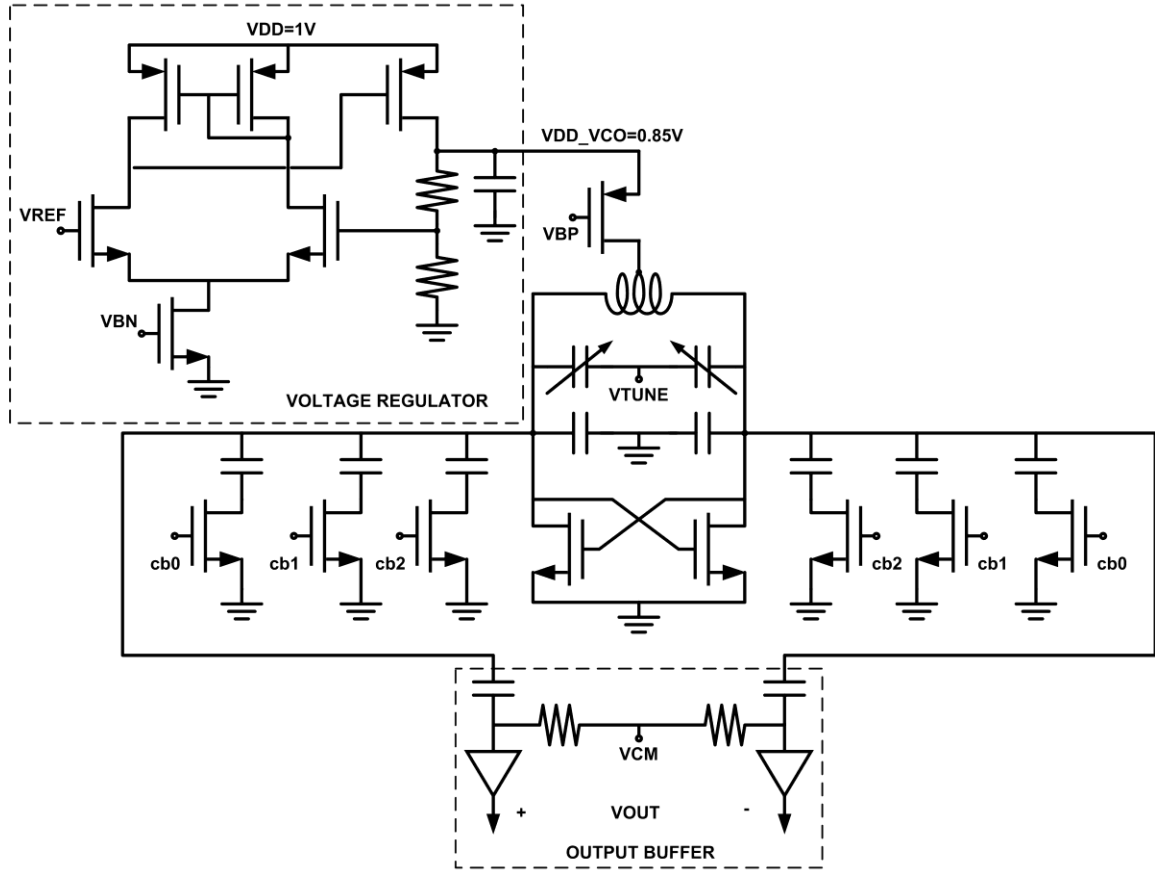 VDD=1V
VDD_VCO=0.85V
VREF
VBP
VBN
VTUNE
VOLTAGE REGULATOR
cb0
cb1
cb2
cb2
cb1
cb0
VCM
+
VOUT
-
OUTPUT BUFFER